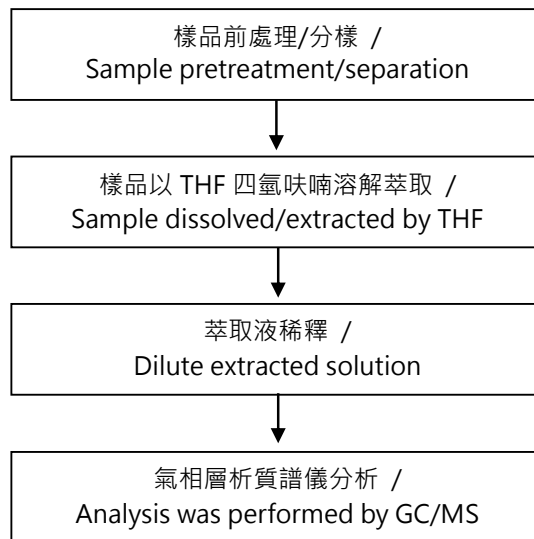 樣品前處理/分樣 /
Sample pretreatment/separation
樣品以 THF 四氫呋喃溶解萃取 /
Sample dissolved/extracted by THF
萃取液稀釋 /
Dilute extracted solution
氣相層析質譜儀分析 /
Analysis was performed by GC/MS